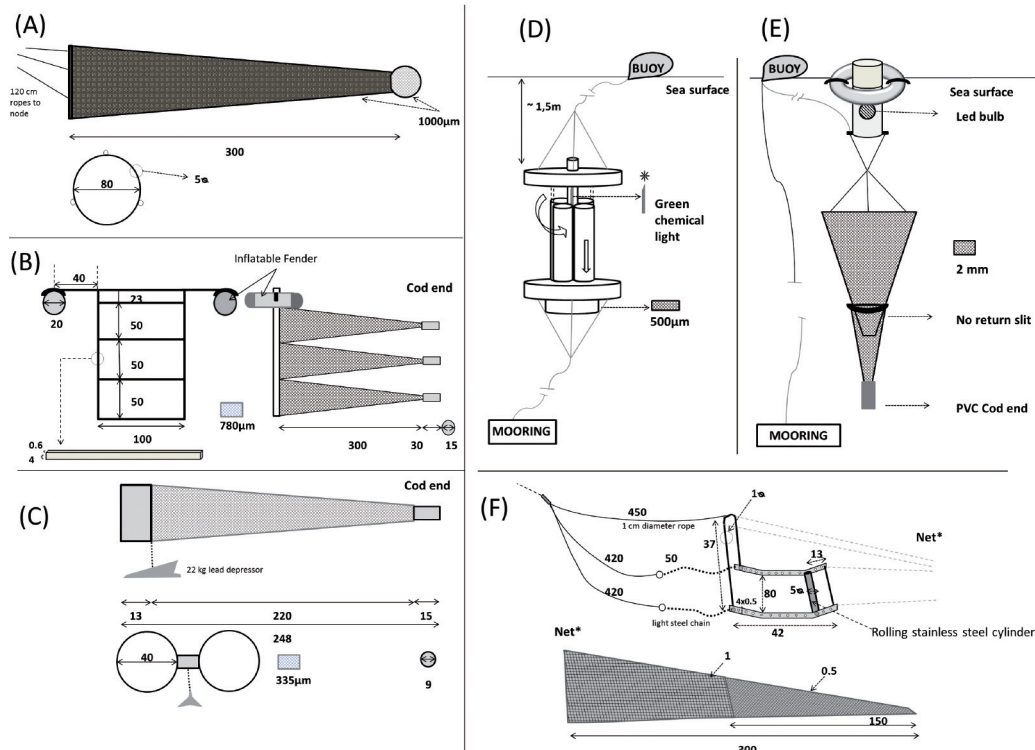 (A)
120 cm
ropes to
node
1000µm
300
80
5⦰
(B)
Inflatable Fender
40
Cod end
23
20
50
50
50
780µm
100
300
30
15
0.6
4
(C)
Cod end
22 kg lead depressor
13
220
15
248
40
335µm
9
(D)
BUOY
Sea surface
~ 1,5m
Green
chemical
light
500µm
MOORING
(E)
BUOY
Sea surface
Led bulb
2 mm
No return slit
PVC Cod end
MOORING
(F)
450
1⦰
1 cm diameter rope
Net*
37
13
420
50
420
80
5⦰
4x0.5
light steel chain
42
Rolling stainless steel cylinder
Net*
1
0.5
150
300